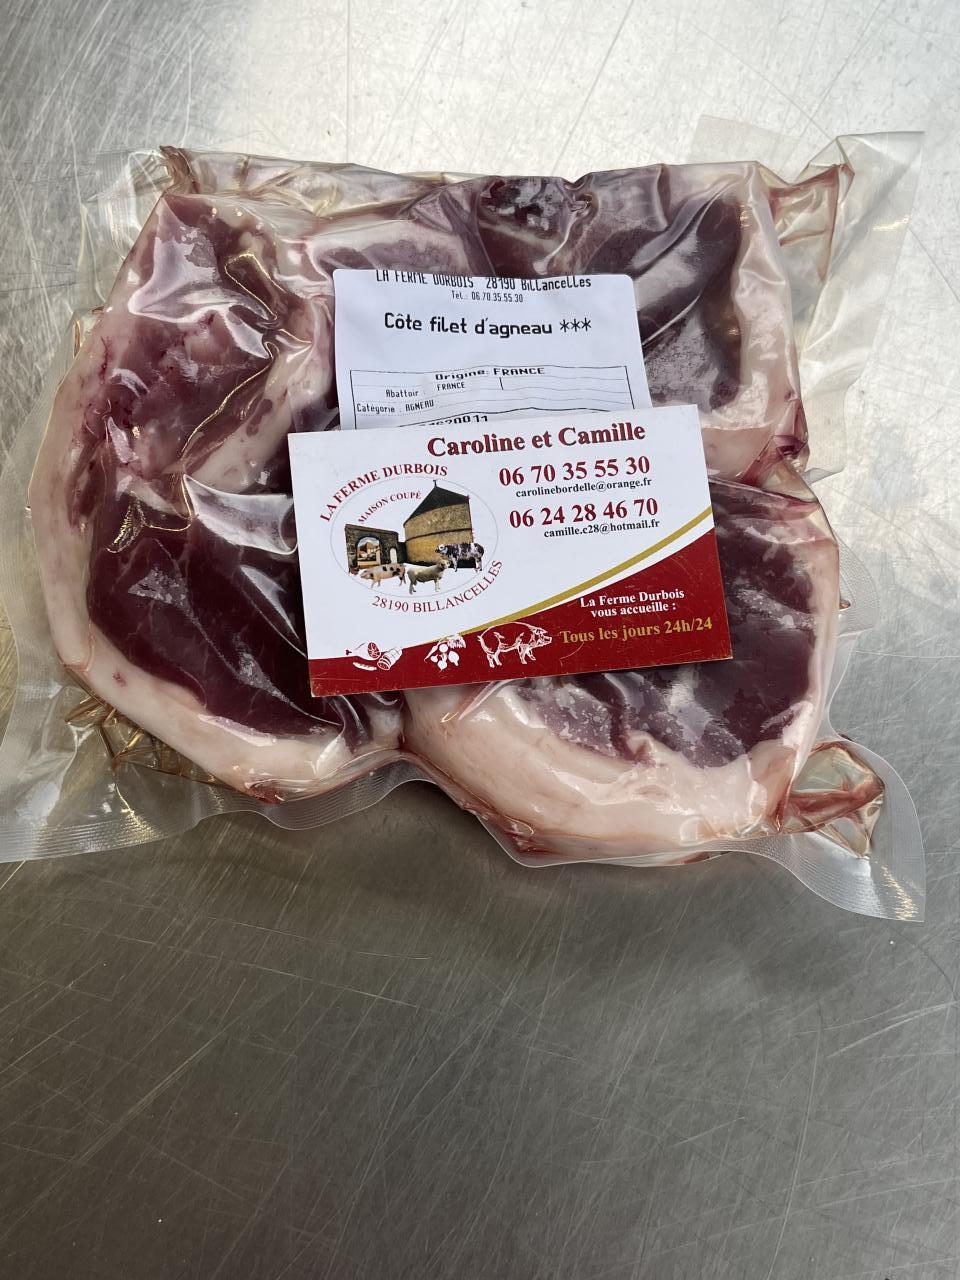 LA FERME DURBOIS 28190 BiLLanceLLes
Tel.: 06.70.35.55.30
Côte filet d'agneau ***
Origine: FRANCE
Abattoir : FRANCE
Catégorie : AGNEAU
Caroline et Camille
06 70 35 55 30
carolinebordelle@orange.fr
06 24 28 46 70
camille.c28@hotmail.fr
LA FERME DURBOIS
MAISON COUPÉ
28190 BILLANCELLES
La Ferme Durbois
vous accueille :
Tous les jours 24h/24